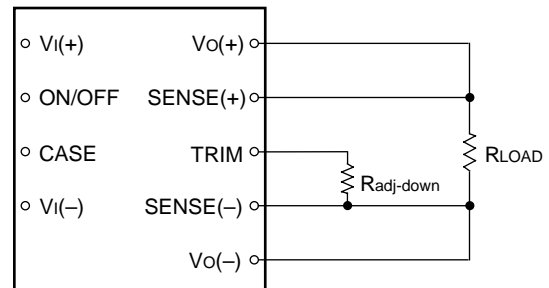 VI(+) VO(+)
ON/OFF SENSE(+)
CASE TRIM RLOAD
Radj-down
VI(–) SENSE(–)
VO(–)